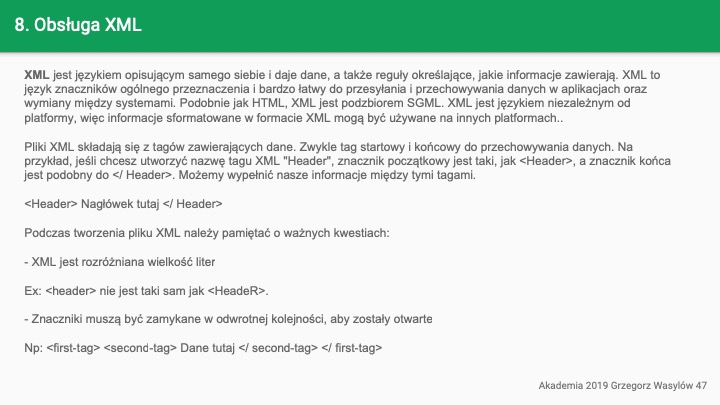 8. Obsługa XML
XML jest językiem opisującym samego siebie i daje dane, a także reguły określające, jakie informacje zawierają. XML to
język znaczników ogólnego przeznaczenia i bardzo łatwy do przesyłania i przechowywania danych w aplikacjach oraz
wymiany między systemami. Podobnie jak HTML, XML jest podzbiorem SGML. XML jest językiem niezależnym od
platformy, więc informacje sformatowane w formacie XML mogą być używane na innych platformach..
Pliki XML składają się z tagów zawierających dane. Zwykle tag startowy i końcowy do przechowywania danych. Na
przykład, jeśli chcesz utworzyć nazwę tagu XML "Header", znacznik początkowy jest taki, jak <Header>, a znacznik końca
jest podobny do </ Header>. Możemy wypełnić nasze informacje między tymi tagami.
<Header> Nagłówek tutaj </ Header>
Podczas tworzenia pliku XML należy pamiętać o ważnych kwestiach:
- XML jest rozróżniana wielkość liter
Ex: <header> nie jest taki sam jak <HeadeR>.
- Znaczniki muszą być zamykane w odwrotnej kolejności, aby zostały otwarte
Np: <first-tag> <second-tag> Dane tutaj </ second-tag> </ first-tag>
Akademia 2019 Grzegorz Wasylów 47